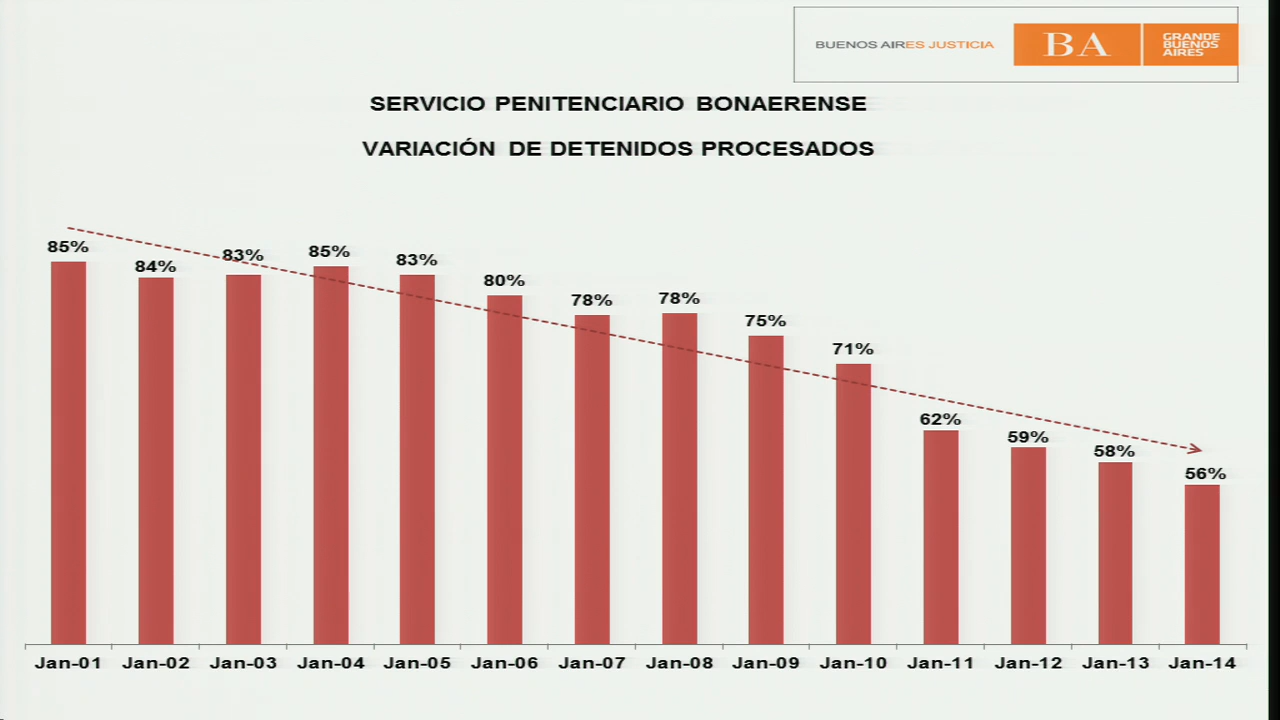 BUENOS AIRES JUSTICIA
BA
GRANDE
BUENOS
AIRES
SERVICIO PENITENCIARIO BONAERENSE
VARIACIÓN DE DETENIDOS PROCESADOS
85%
84%
83%
85%
83%
80%
78%
78%
75%
71%
62%
59%
58%
56%
Jan-01
Jan-02
Jan-03
Jan-04
Jan-05
Jan-06
Jan-07
Jan-08
Jan-09
Jan-10
Jan-11
Jan-12
Jan-13
Jan-14